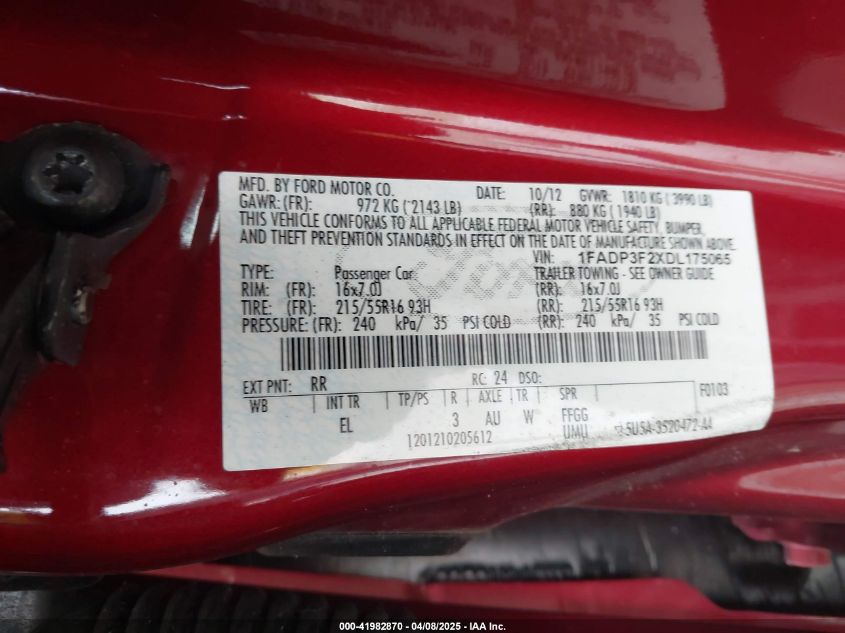 MFD. BY FORD MOTOR CO. DATE: 10/12 GVWR: 1810 KG ( 3990 LB)
GAWR: (FR): 972 KG ( 2143 LB) (RR): 880 KG ( 1940 LB)
THIS VEHICLE CONFORMS TO ALL APPLICABLE FEDERAL MOTOR VEHICLE SAFETY, BUMPER,
AND THEFT PREVENTION STANDARDS IN EFFECT ON THE DATE OF MANUFACTURE SHOWN ABOVE.
VIN: 1FADP3F2XDL175065
TYPE: Passenger Car TRAILER TOWING - SEE OWNER GUIDE
RIM: (FR): 16x7.0J (RR): 16x7.0J
TIRE: (FR): 215/55R16 93H (RR): 215/55R16 93H
PRESSURE: (FR): 240 kPa/ 35 PSI COLD (RR): 240 kPa/ 35 PSI COLD
EXT PNT: RR RC: 24 DSO: F0103
WB INT TR TP/PS R AXLE TR SPR
EL 3 AU W FFGG
1201210205612 UMU 5U5A-3520472-AA
000-41982870 - 04/08/2025 - IAA Inc.